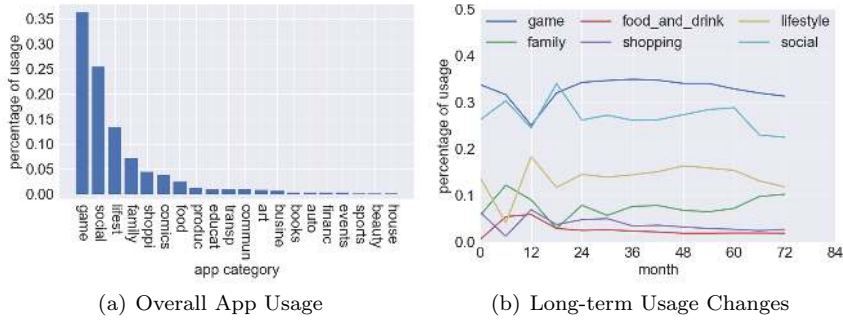 percentage of usage
0.35
0.30
0.25
0.20
0.15
0.10
0.05
0.00
game
social
lifest
family
shoppi
comics
food
produc
educat
transp
commun
art
busine
books
auto
financ
events
sports
beauty
house
app category
(a) Overall App Usage
percentage of usage
0.5
0.4
0.3
0.2
0.1
0.0
game food_and_drink lifestyle
family shopping social
0 12 24 36 48 60 72 84
month
(b) Long-term Usage Changes